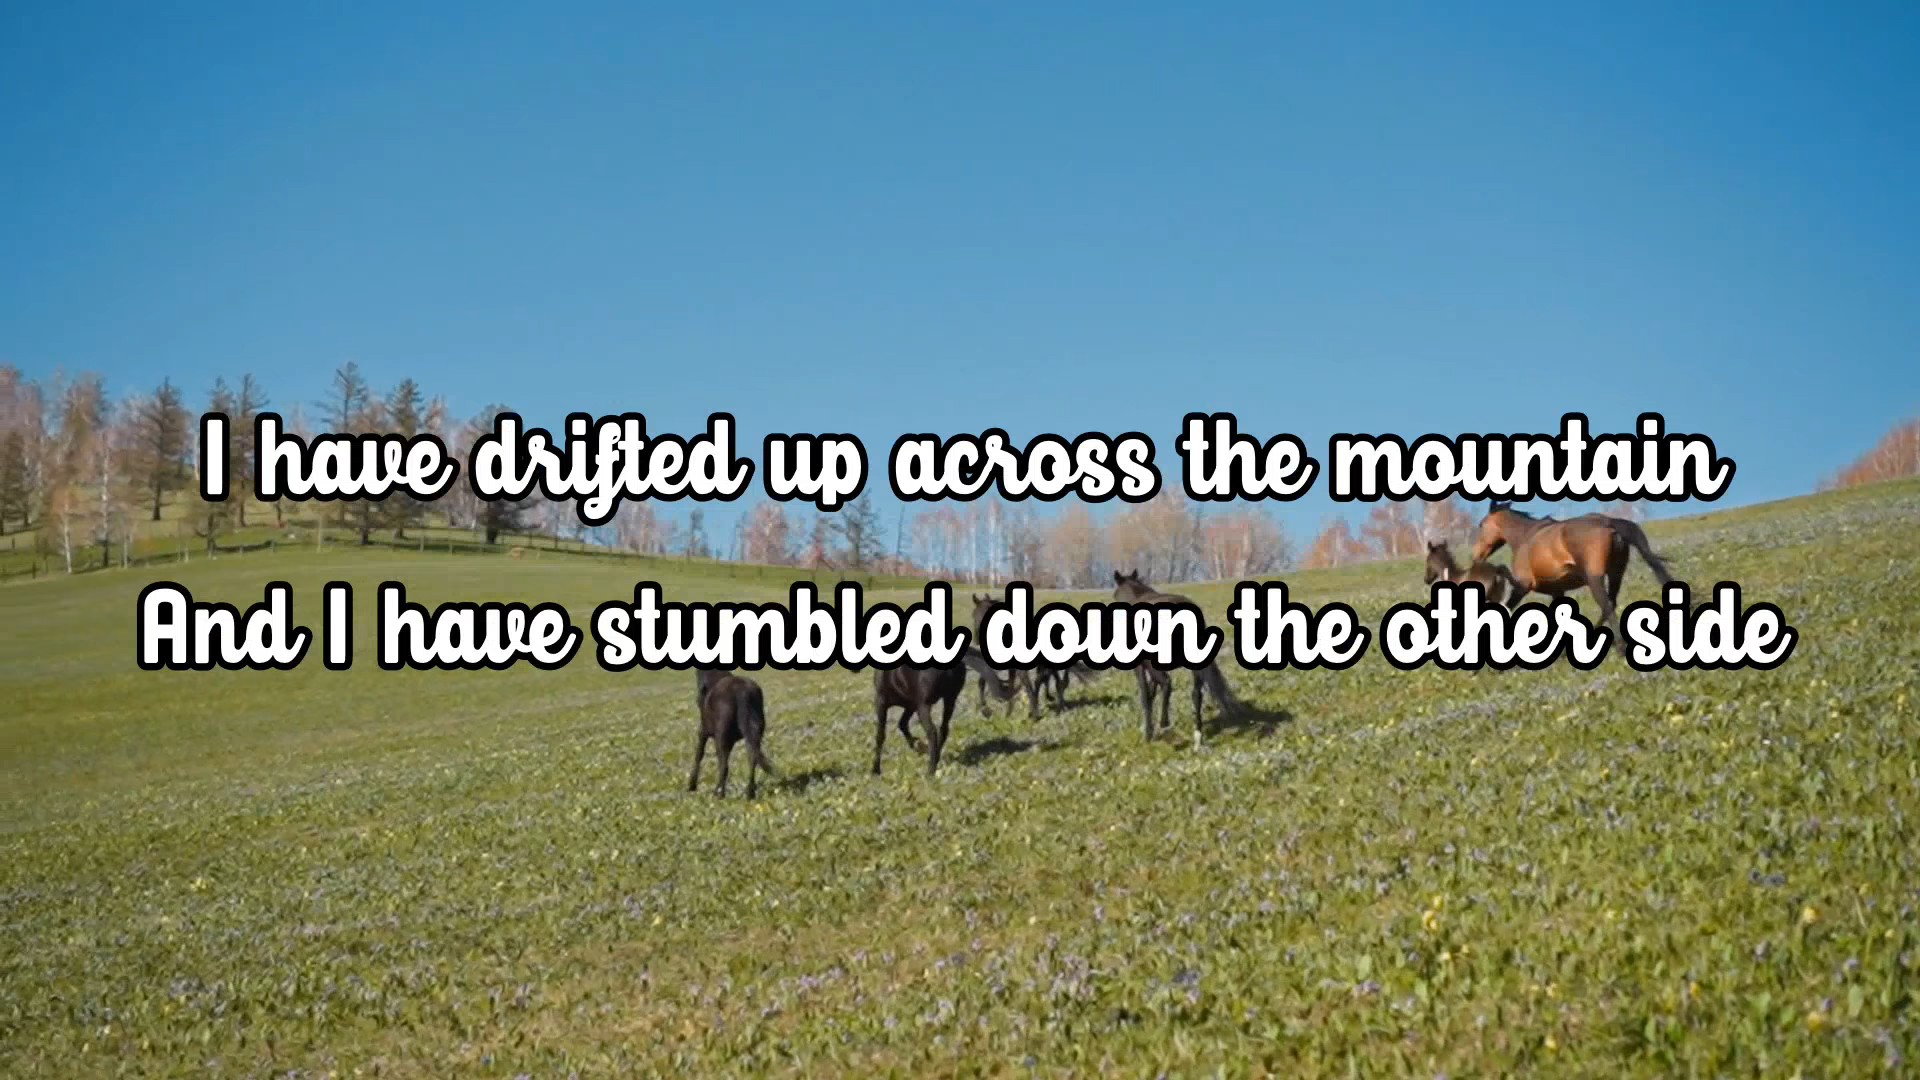 I have drifted up across the mountain
And I have stumbled down the other side